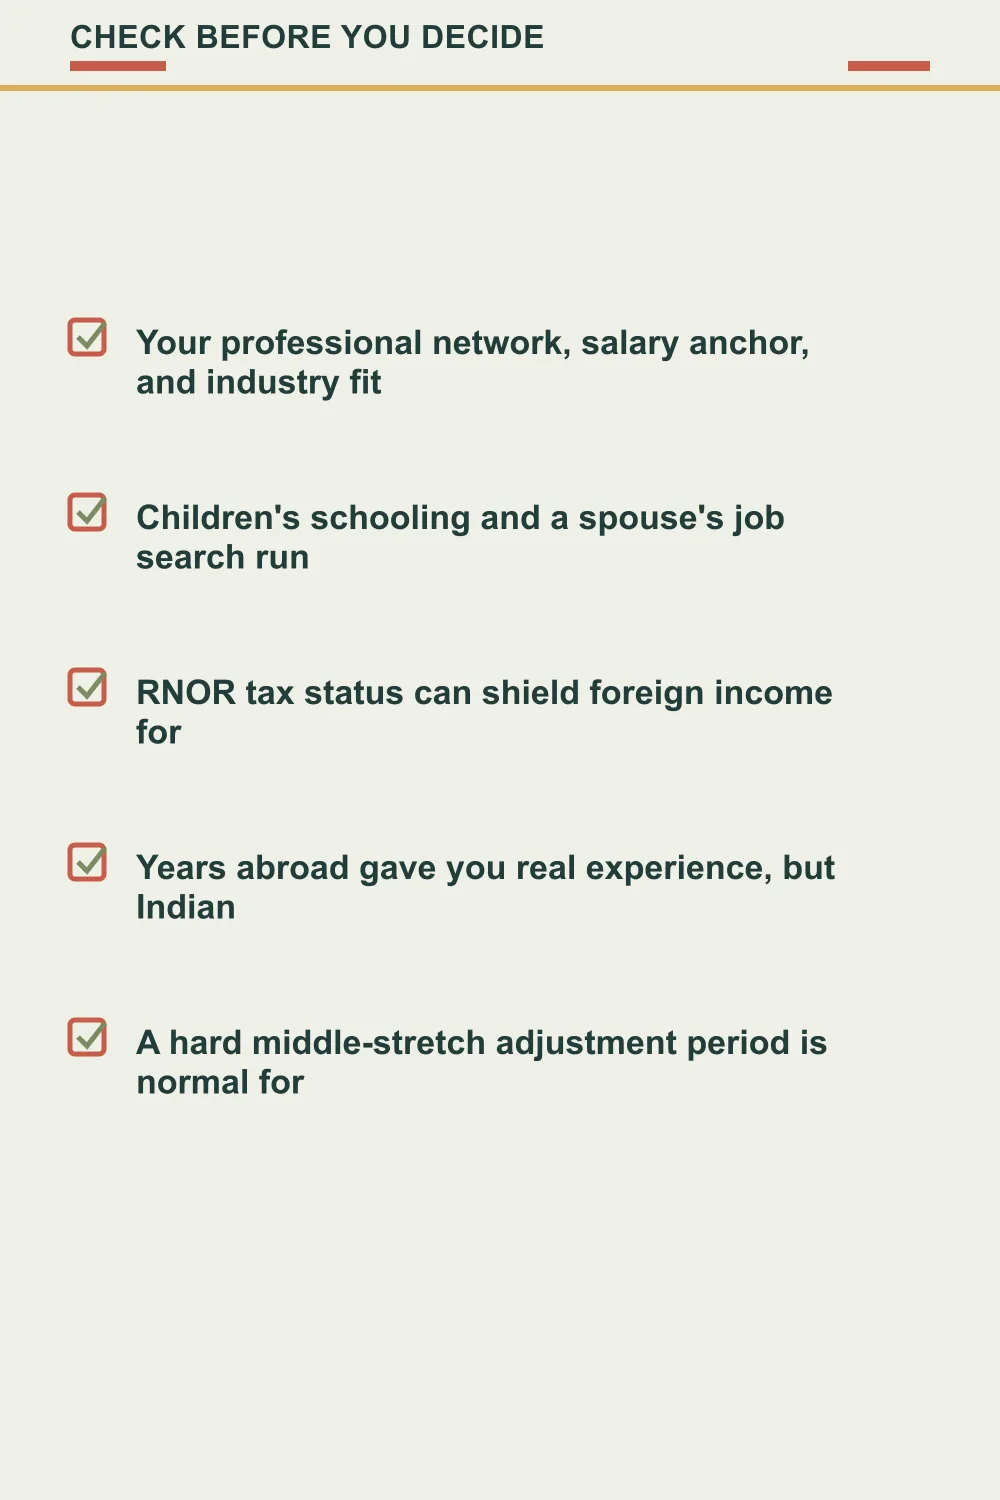 CHECK BEFORE YOU DECIDE
Your professional network, salary anchor,
and industry fit
Children's schooling and a spouse's job
search run
RNOR tax status can shield foreign income
for
Years abroad gave you real experience, but
Indian
A hard middle-stretch adjustment period is
normal for